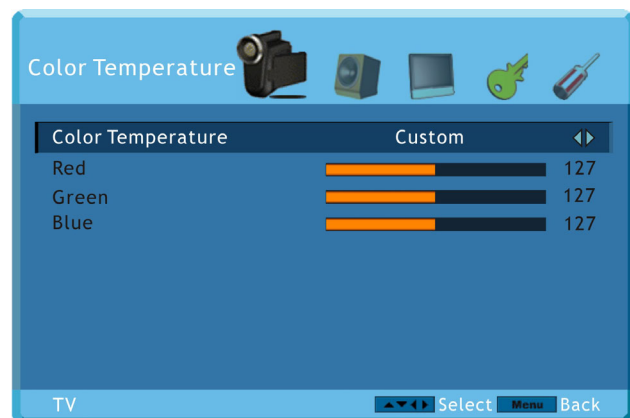 Color Temperature
Color Temperature Custom
Red 127
Green 127
Blue 127
TV Select Menu Back